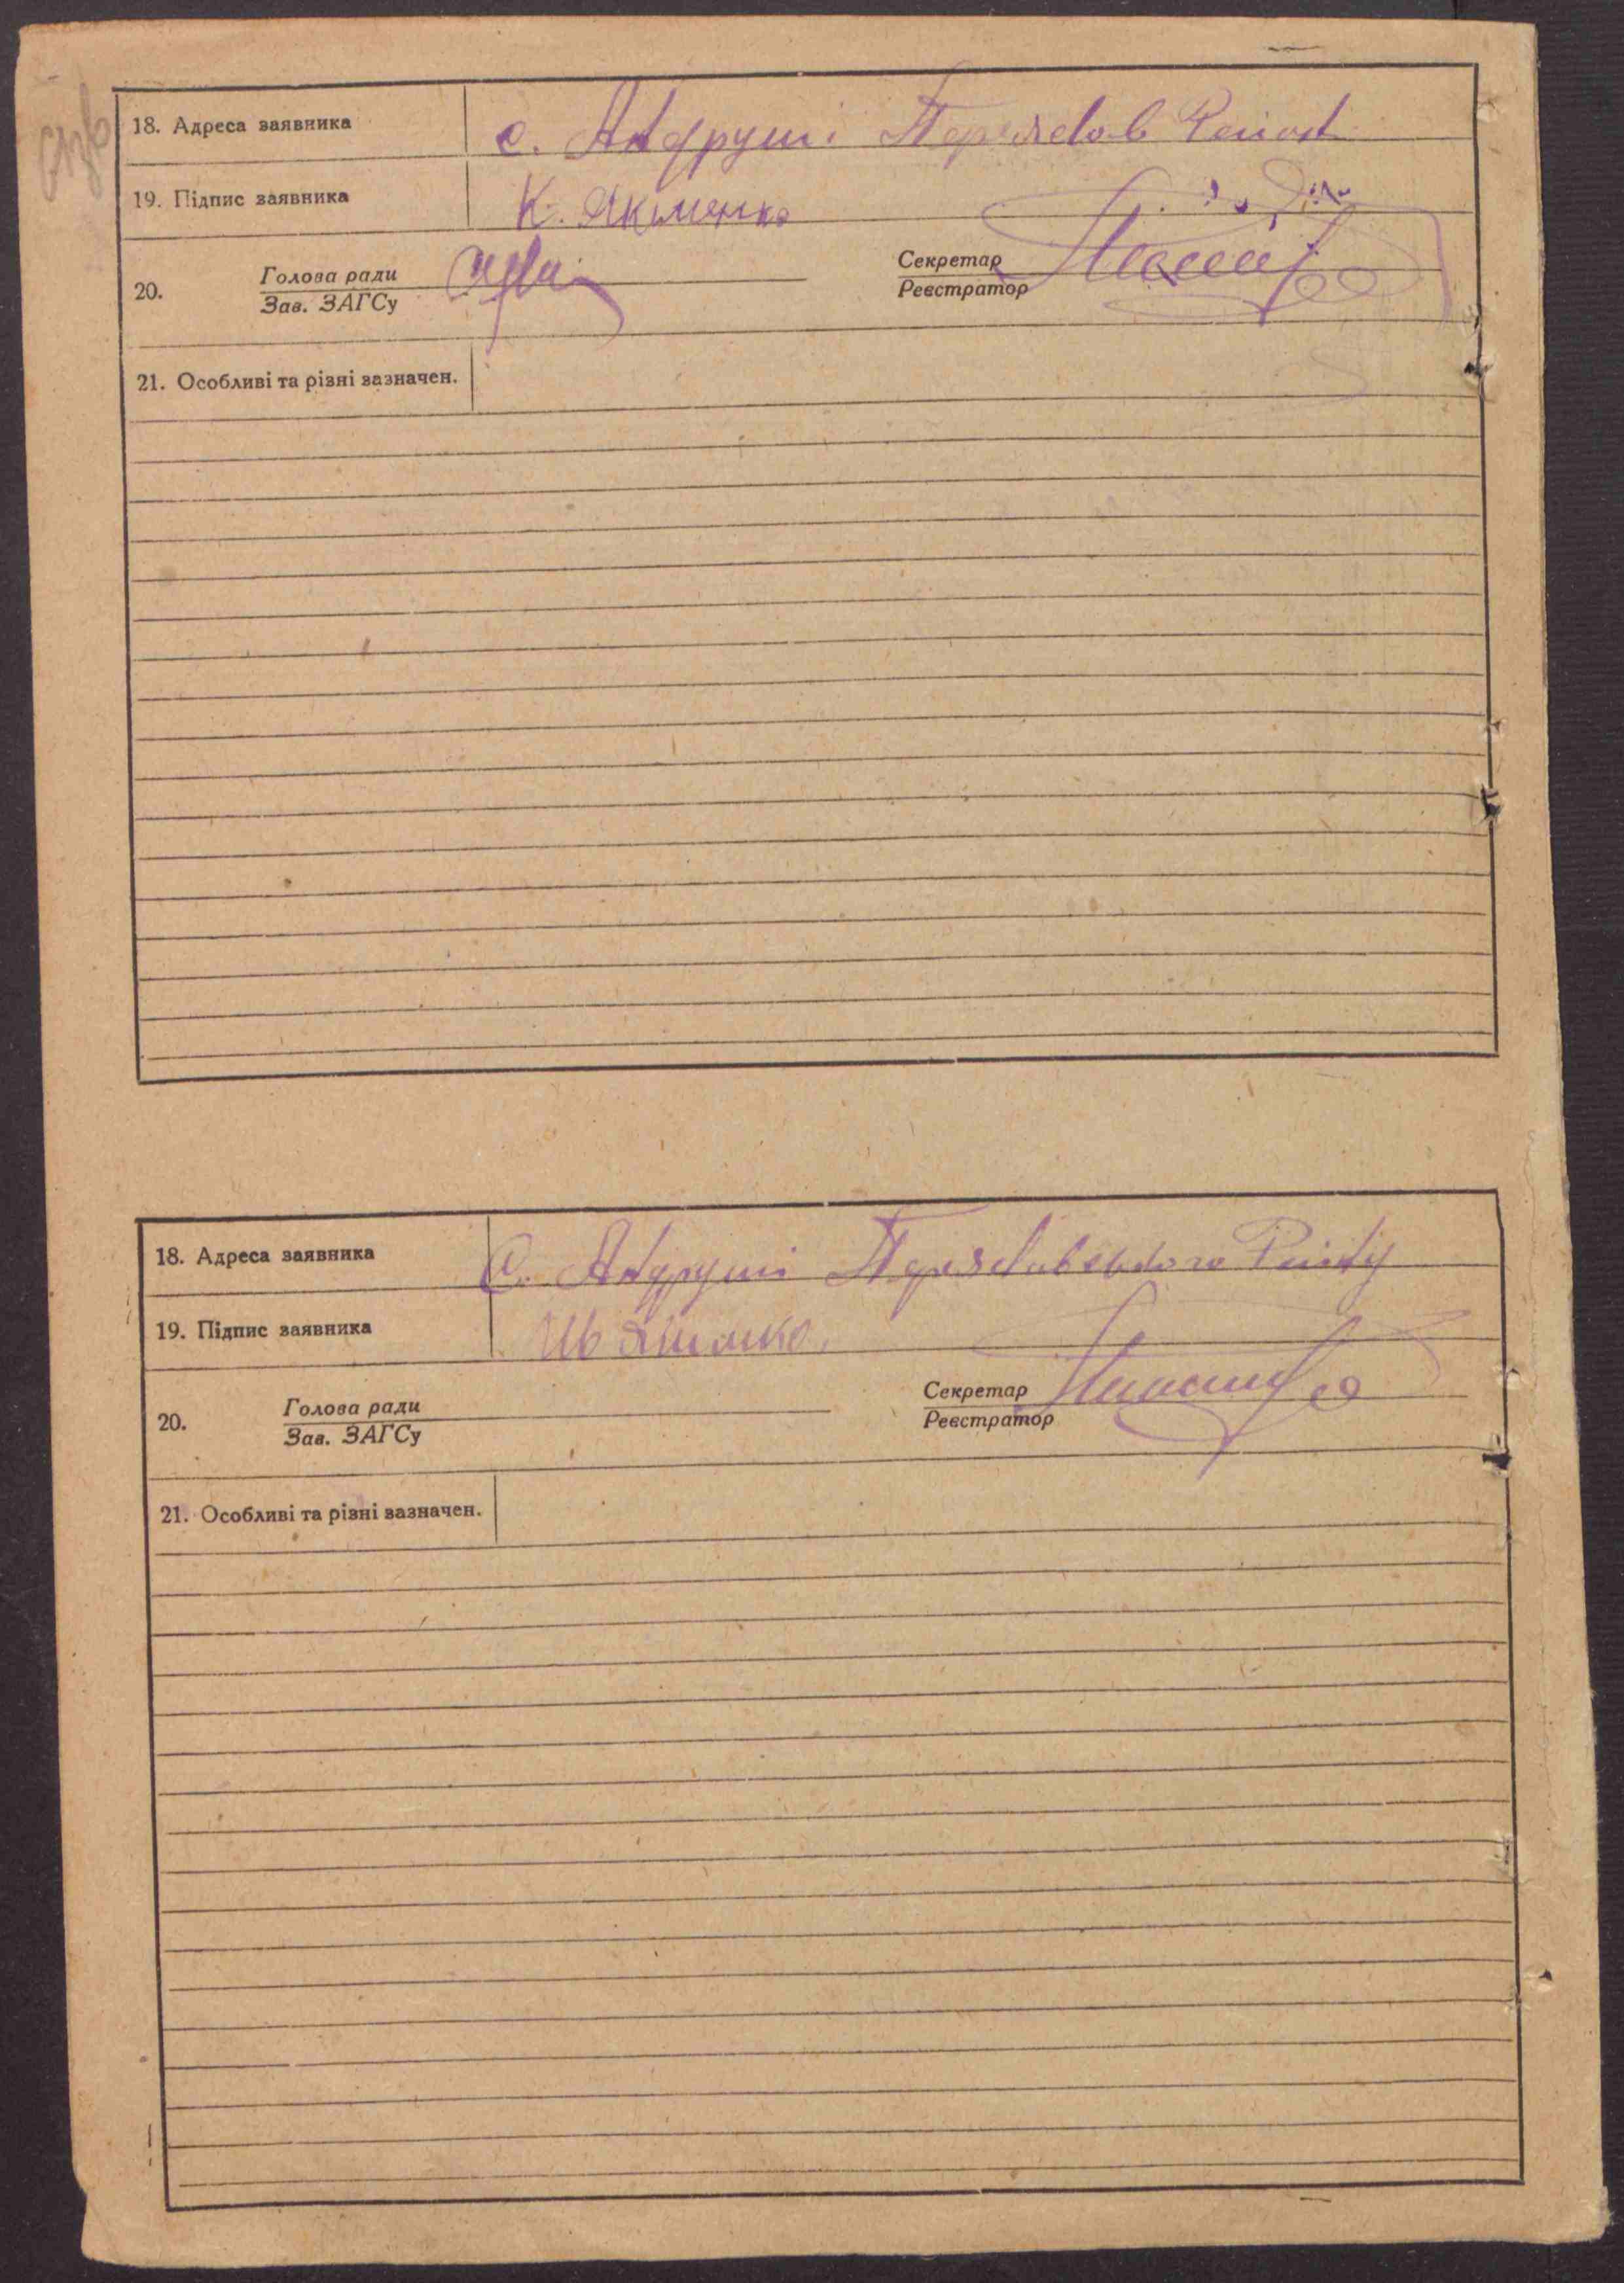 18. Адреса заявника с. Андруші Переяслов Район
19. Підпис заявника К. Якименко
20. Голова ради Секретар
Зав. ЗАГСу Реєстратор
21. Особливі та різні зазначен.
18. Адреса заявника С. Андруші Переяславського Району
19. Підпис заявника
20. Голова ради Секретар
Зав. ЗАГСу Реєстратор
21. Особливі та різні зазначен.